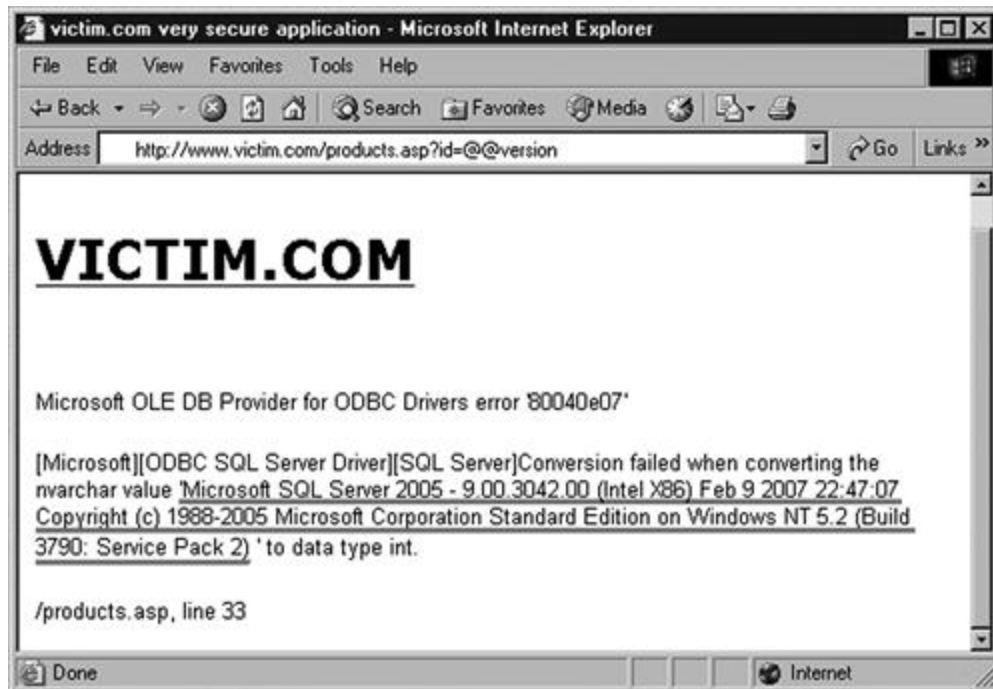 victim.com very secure application - Microsoft Internet Explorer
File Edit View Favorites Tools Help
Back Search Favorites Media
Address http://www.victim.com/products.asp?id=@@version Go Links »
VICTIM.COM
Microsoft OLE DB Provider for ODBC Drivers error '80040e07'
[Microsoft][ODBC SQL Server Driver][SQL Server]Conversion failed when converting the
nvarchar value 'Microsoft SQL Server 2005 - 9.00.3042.00 (Intel X86) Feb 9 2007 22:47:07
Copyright (c) 1988-2005 Microsoft Corporation Standard Edition on Windows NT 5.2 (Build
3790: Service Pack 2) ' to data type int.
/products.asp, line 33
Done Internet